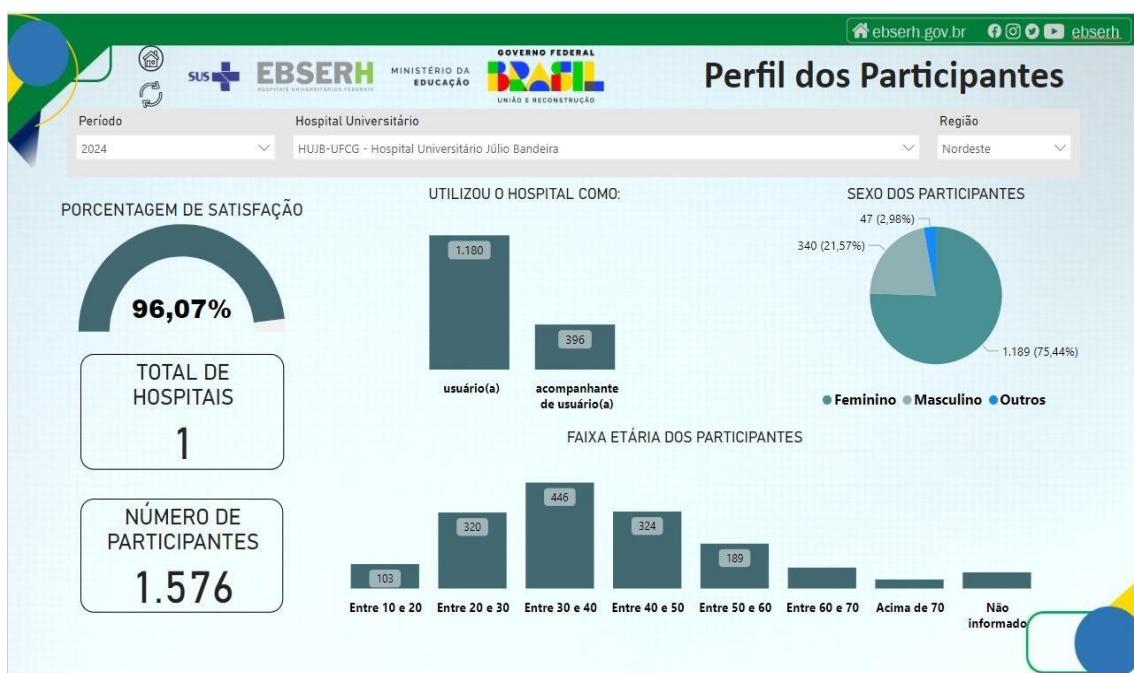 ebserh.gov.br ebserh
SUS EBSERH
HOSPITAIS UNIVERSITÁRIOS FEDERAIS
MINISTÉRIO DA
EDUCAÇÃO
GOVERNO FEDERAL
BRASIL
UNIÃO E RECONSTRUÇÃO
Perfil dos Participantes
Período
2024
Hospital Universitário
HUJB-UFCG - Hospital Universitário Júlio Bandeira
Região
Nordeste
PORCENTAGEM DE SATISFAÇÃO
96,07%
TOTAL DE
HOSPITAIS
1
NÚMERO DE
PARTICIPANTES
1.576
UTILIZOU O HOSPITAL COMO:
1.180
396
usuário(a)
acompanhante
de usuário(a)
SEXO DOS PARTICIPANTES
47 (2,98%)
340 (21,57%)
1.189 (75,44%)
Feminino Masculino Outros
FAIXA ETÁRIA DOS PARTICIPANTES
103
320
446
324
189
Entre 10 e 20 Entre 20 e 30 Entre 30 e 40 Entre 40 e 50 Entre 50 e 60 Entre 60 e 70 Acima de 70 Não
informado